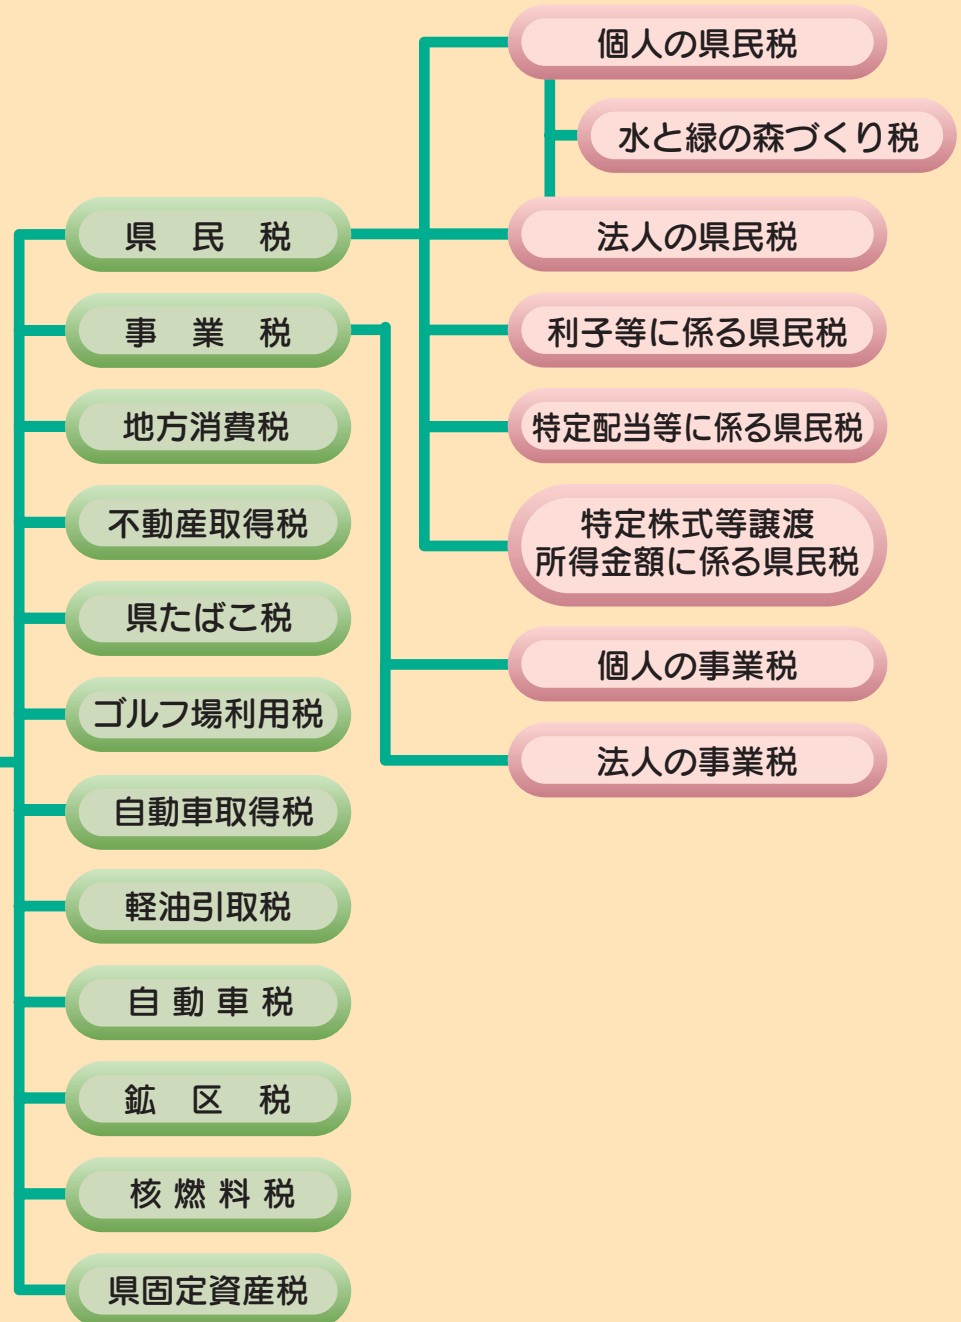 県民税
個人の県民税
水と緑の森づくり税
法人の県民税
利子等に係る県民税
特定配当等に係る県民税
特定株式等譲渡
所得金額に係る県民税
事業税
個人の事業税
法人の事業税
地方消費税
不動産取得税
県たばこ税
ゴルフ場利用税
自動車取得税
軽油引取税
自動車税
鉱区税
核燃料税
県固定資産税